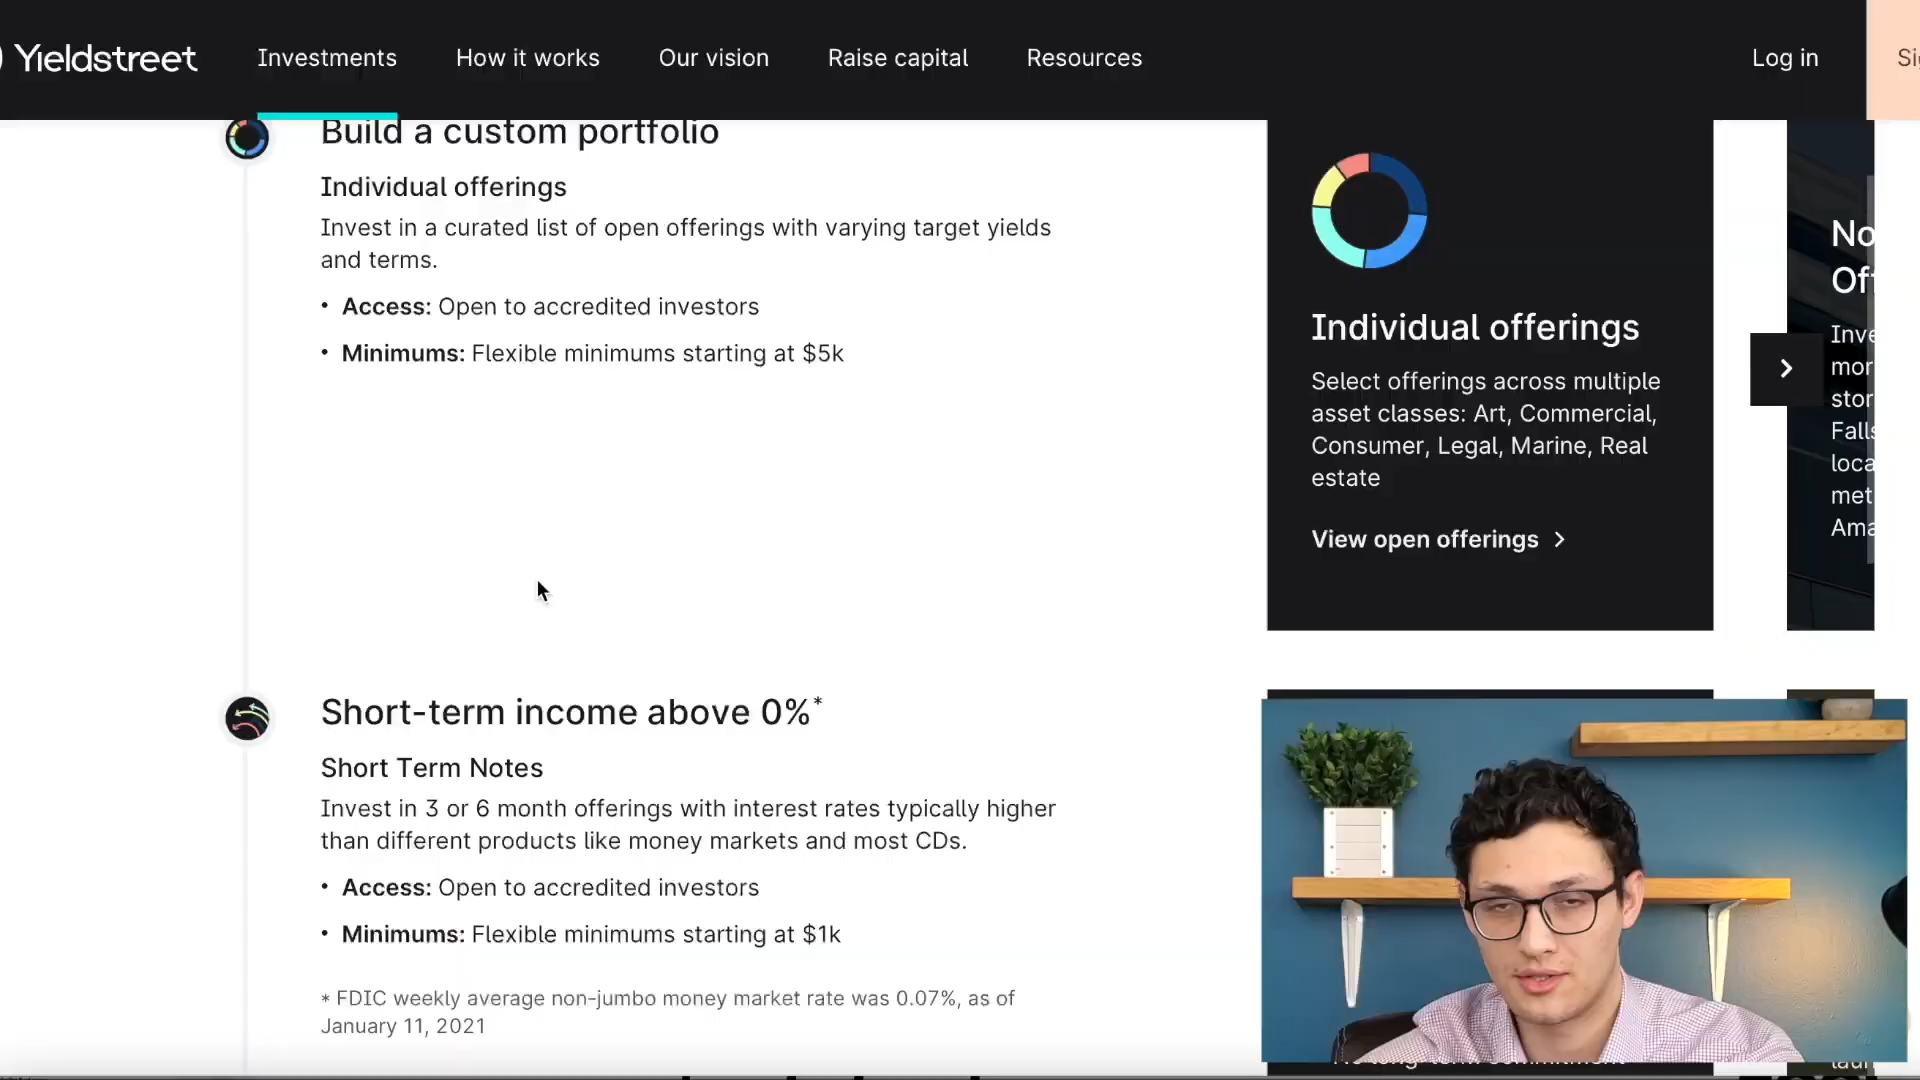 Yieldstreet
Investments
How it works
Our vision
Raise capital
Resources
Log in
Build a custom portfolio
Individual offerings
Invest in a curated list of open offerings with varying target yields
and terms.
• Access: Open to accredited investors
• Minimums: Flexible minimums starting at $5k
Individual offerings
Select offerings across multiple
asset classes: Art, Commercial,
Consumer, Legal, Marine, Real
estate
View open offerings
Short-term income above 0%*
Short Term Notes
Invest in 3 or 6 month offerings with interest rates typically higher
than different products like money markets and most CDs.
• Access: Open to accredited investors
• Minimums: Flexible minimums starting at $1k
* FDIC weekly average non-jumbo money market rate was 0.07%, as of
January 11, 2021